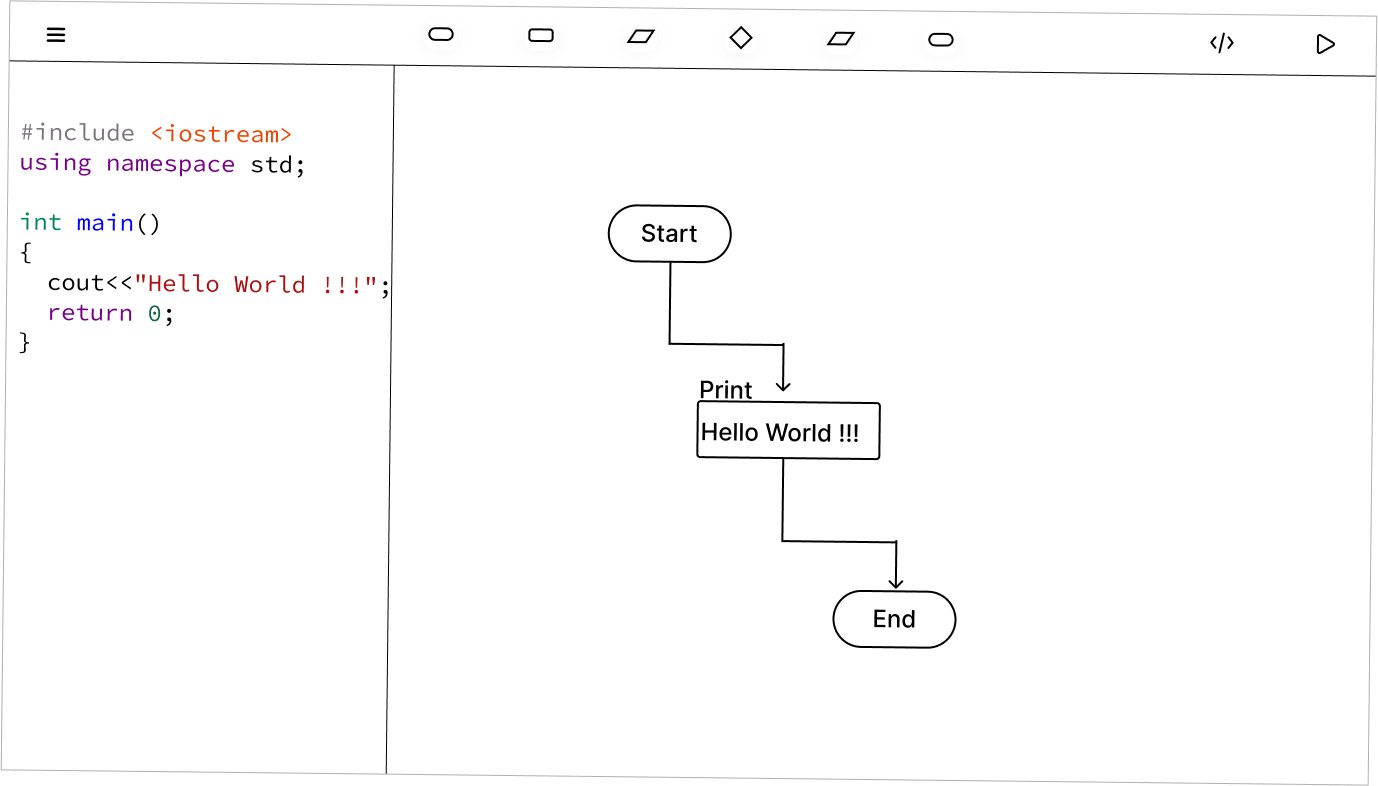 #include <iostream>
using namespace std;
int main()
{
cout<<"Hello World !!!";
return 0;
}
Start
Print
Hello World !!!
End